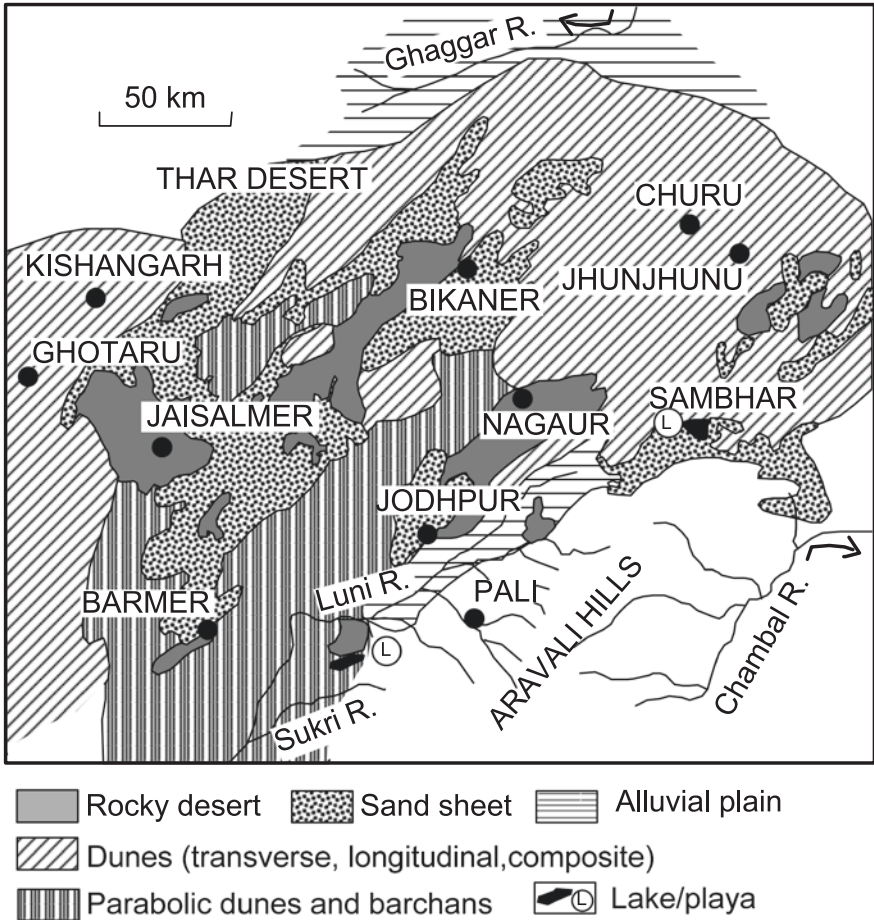 Ghaggar R.
50 km
THAR DESERT
CHURU
KISHANGARH
JHUNJHUNU
BIKANER
GHOTARU
SAMBHAR
L
JAISALMER
NAGAUR
JODHPUR
Luni R.
PALI
BARMER
L
ARAVALI HILLS
Chambal R.
Sukri R.
Rocky desert
Sand sheet
Alluvial plain
Dunes (transverse, longitudinal,composite)
Parabolic dunes and barchans
L
Lake/playa